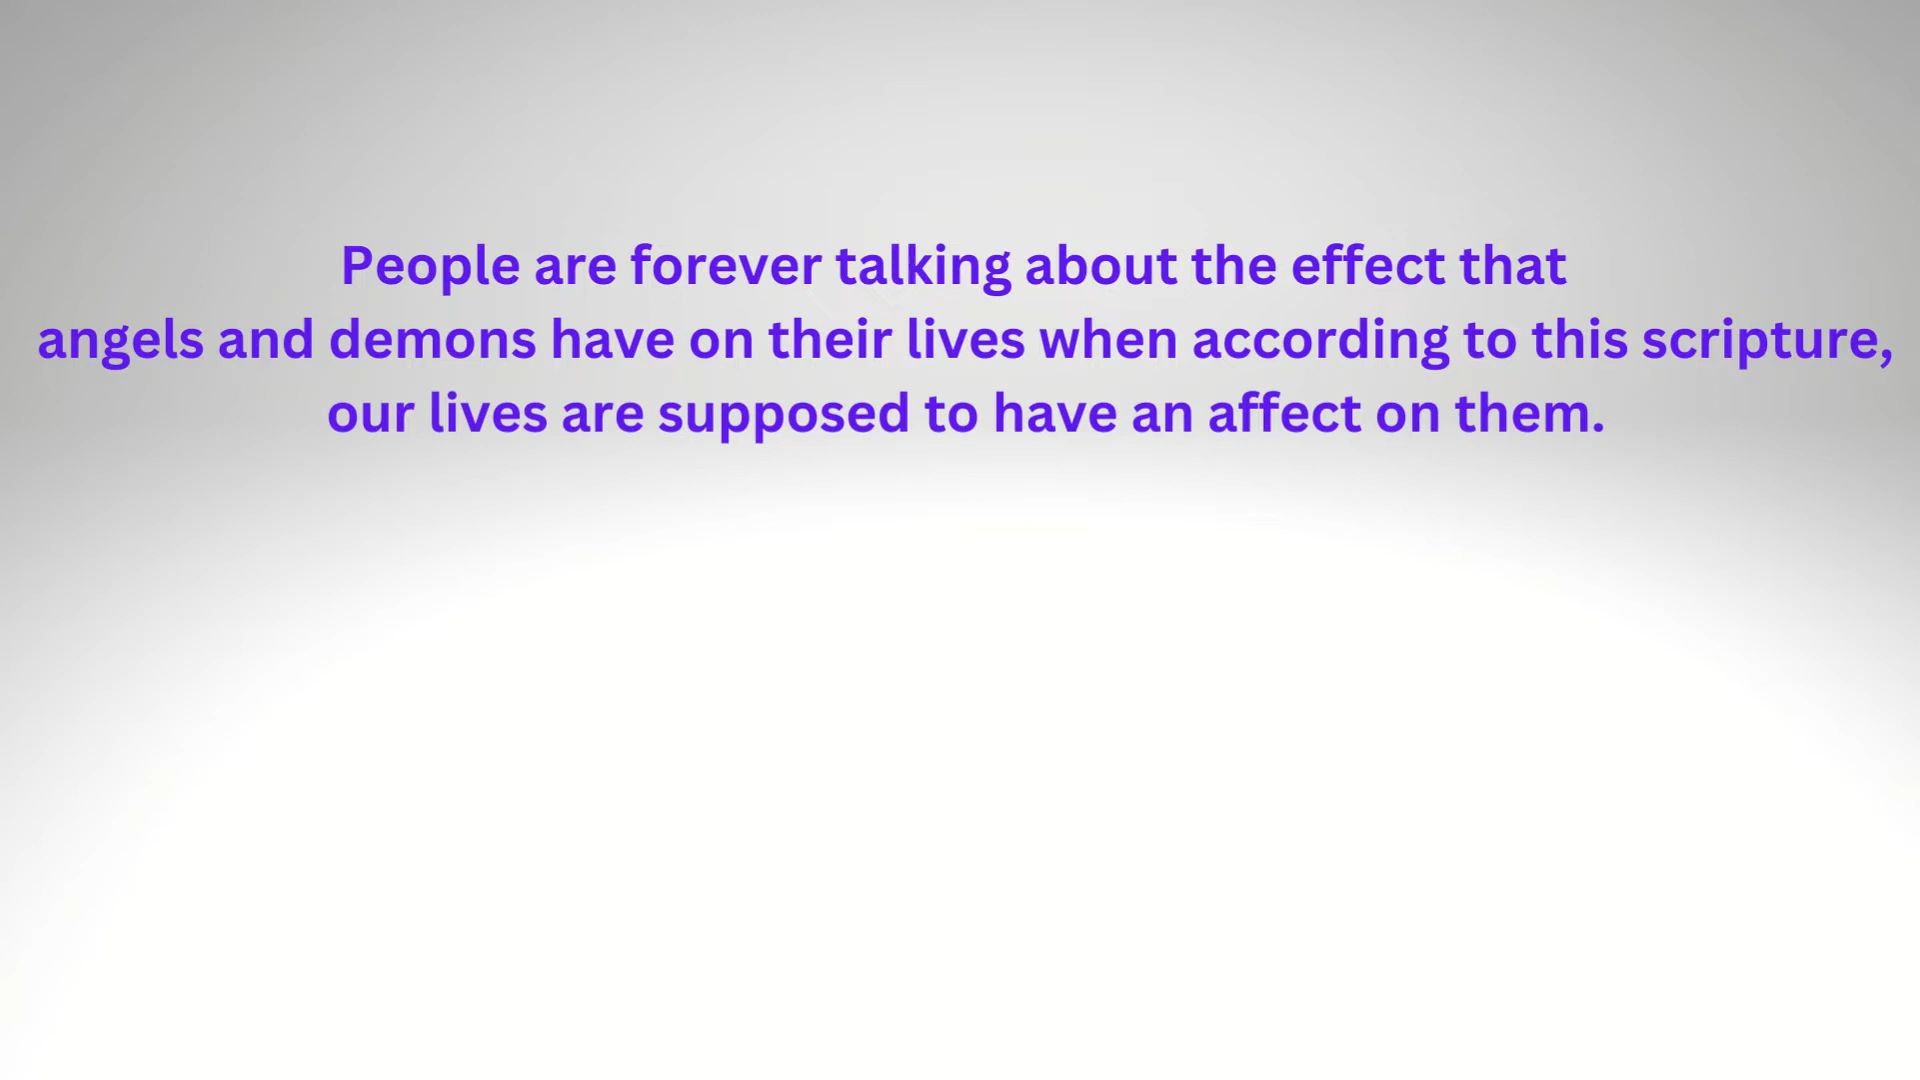 People are forever talking about the effect that
angels and demons have on their lives when according to this scripture,
our lives are supposed to have an affect on them.